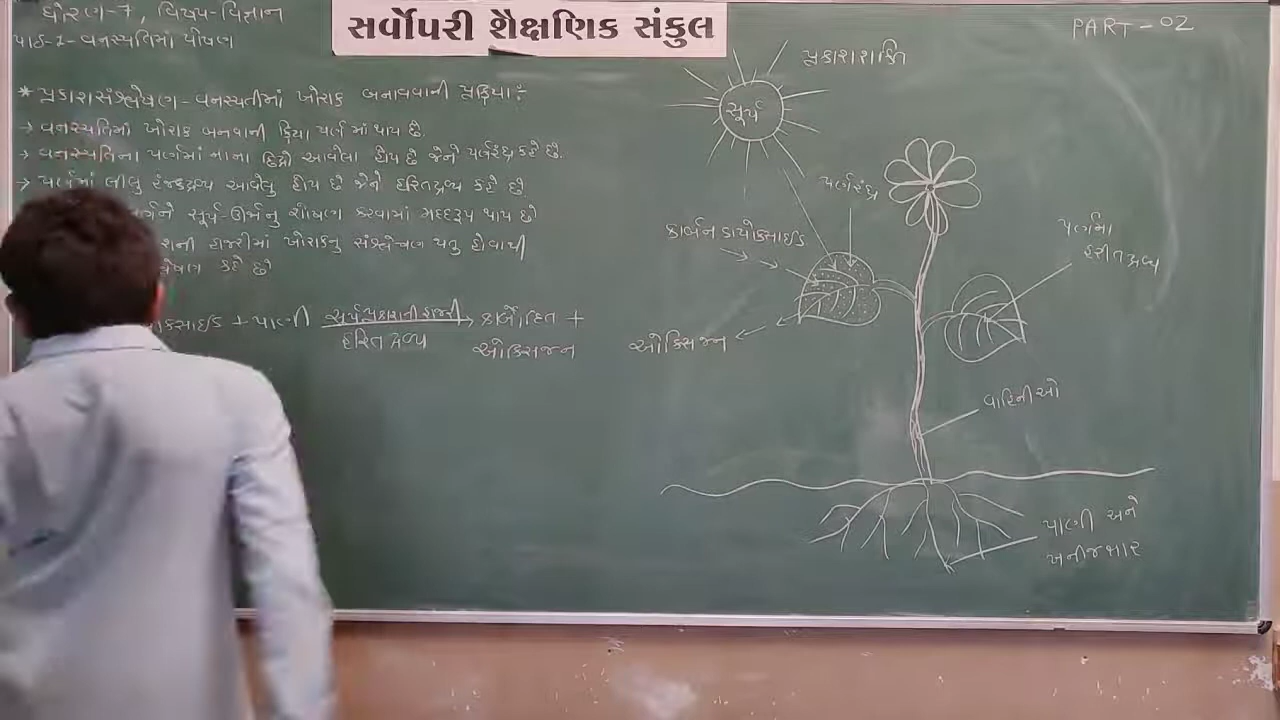 ધોરણ-7, વિષય-વિજ્ઞાન
પાઠ-1-વનસ્પતિમાં પોષણ
સર્વોપરી શૈક્ષણિક સંકુલ
PART-02
* પ્રકાશસંશ્લેષણ-વનસ્પતીમાં ખોરાક બનાવવાની પ્રક્રિયા:
→ વનસ્પતિમાં ખોરાક બનવાની ક્રિયા પર્ણમાં થાય છે.
→ વનસ્પતિના પર્ણમાં નાના છિદ્રો આવેલા હોય છે જેને પર્ણરંધ્ર કહે છે.
→ પર્ણમાં લીલુ રંજકદ્રવ્ય આવેલુ હોય છે જેને હરિતદ્રવ્ય કહે છે
સૂર્ય-ઊર્જાનુ શોષણ કરવામાં મદદરૂપ થાય છે
હાજરીમાં ખોરાકનુ સંશ્લેષણ થતુ હોવાથી
કહે છે
+ પાણી સૂર્યપ્રકાશની હાજરી → કાર્બોદિત +
હરિતદ્રવ્ય ઓક્સિજન
પ્રકાશશક્તિ
સૂર્ય
પર્ણરંધ્ર
કાર્બન ડાયોક્સાઈડ
ઓક્સિજન
પર્ણમાં
હરીતદ્રવ્ય
વાહિનીઓ
પાણી અને
ખનીજક્ષાર